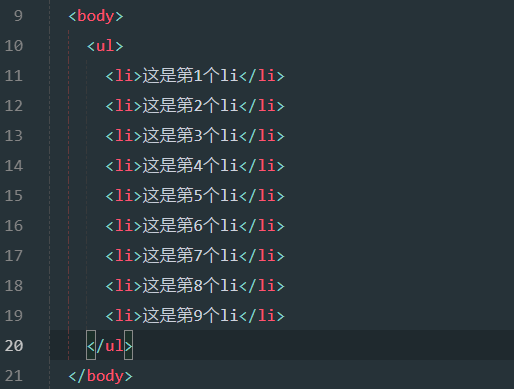 9 <body>
10 <ul>
11 <li>这是第1个li</li>
12 <li>这是第2个li</li>
13 <li>这是第3个li</li>
14 <li>这是第4个li</li>
15 <li>这是第5个li</li>
16 <li>这是第6个li</li>
17 <li>这是第7个li</li>
18 <li>这是第8个li</li>
19 <li>这是第9个li</li>
20 </ul>
21 </body>